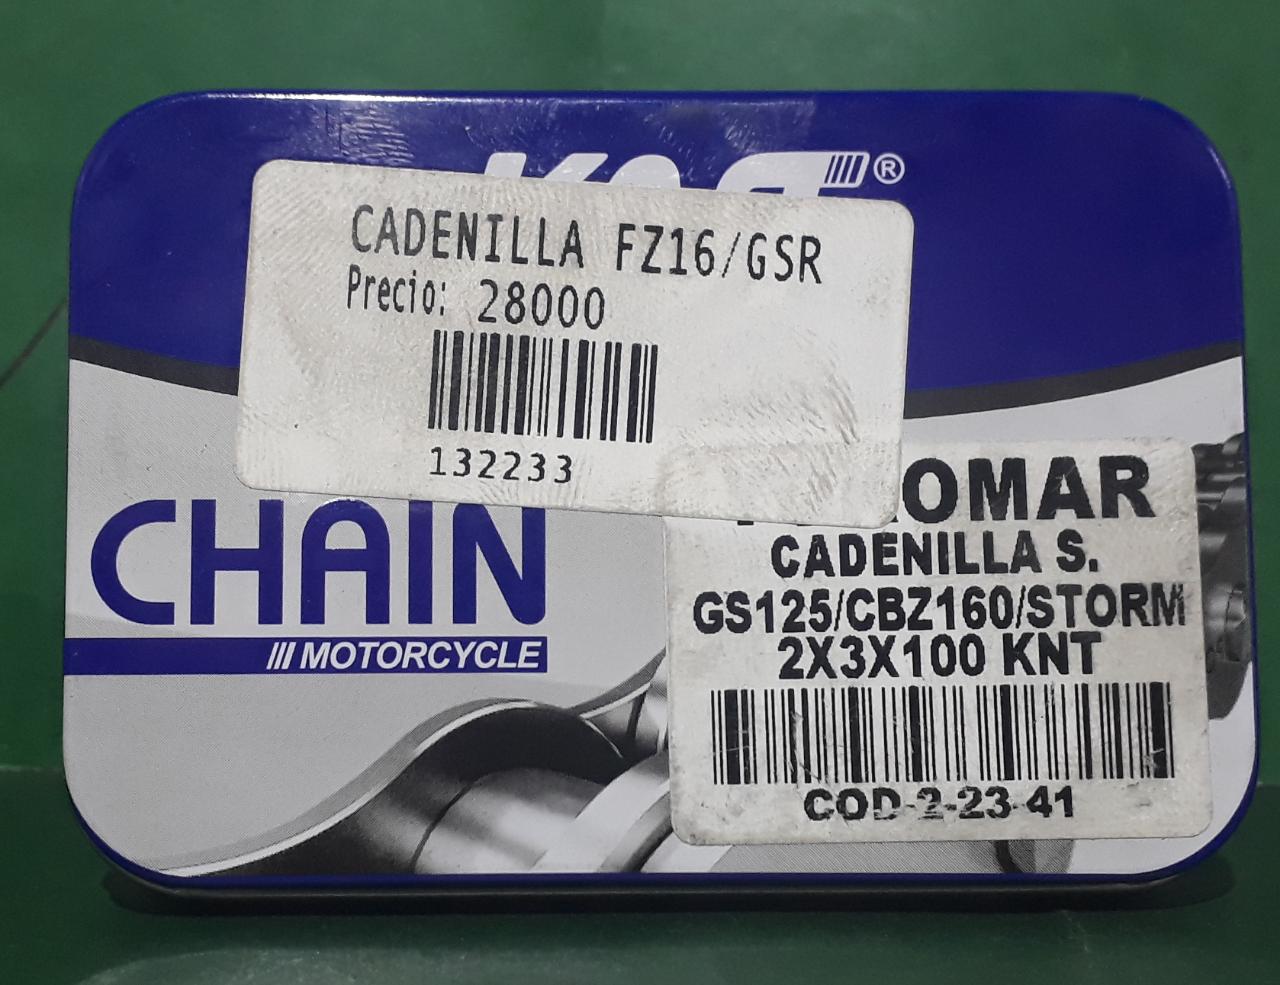 ®
CADENILLA FZ16/GSR
Precio: 28000
132233
CHAIN
MOTORCYCLE
CADENILLA S.
GS125/CBZ160/STORM
2X3X100 KNT
COD-2-23-41